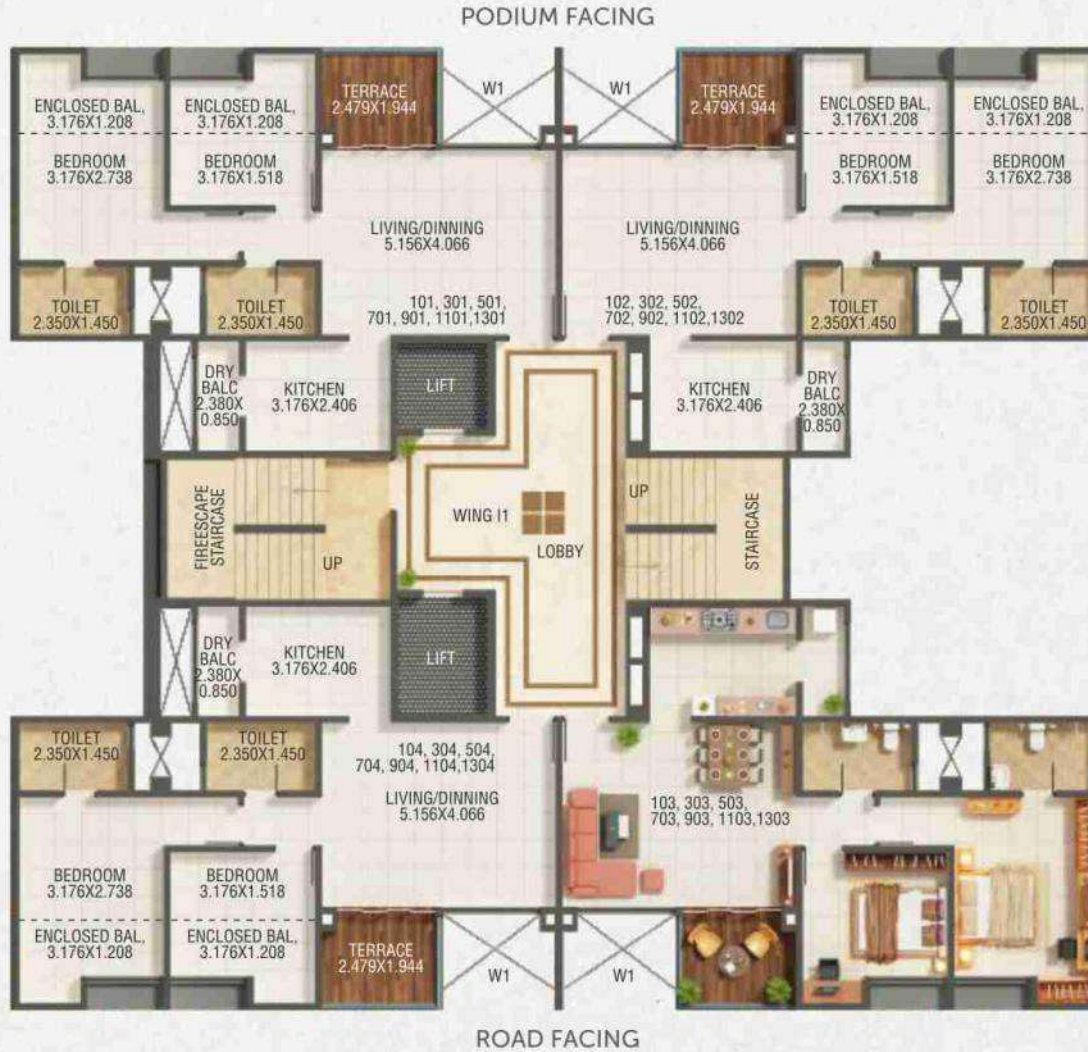 PODIUM FACING
ENCLOSED BAL,
3.176X1.208
BEDROOM
3.176X2.738
ENCLOSED BAL,
3.176X1.208
BEDROOM
3.176X1.518
TERRACE
2.479X1.944
W1
W1
TERRACE
2.479X1.944
ENCLOSED BAL,
3.176X1.208
BEDROOM
3.176X1.518
ENCLOSED BAL,
3.176X1.208
BEDROOM
3.176X2.738
LIVING/DINNING
5.156X4.066
LIVING/DINNING
5.156X4.066
TOILET
2.350X1.450
TOILET
2.350X1.450
101, 301, 501,
701, 901, 1101,1301
102, 302, 502,
702, 902, 1102,1302
TOILET
2.350X1.450
TOILET
2.350X1.450
DRY
BALC
2.380X
0.850
KITCHEN
3.176X2.406
LIFT
KITCHEN
3.176X2.406
DRY
BALC
2.380X
0.850
FIREESCAPE
STAIRCASE
UP
WING I1
LOBBY
UP
STAIRCASE
DRY
BALC
2.380X
0.850
KITCHEN
3.176X2.406
LIFT
TOILET
2.350X1.450
TOILET
2.350X1.450
104, 304, 504,
704, 904, 1104,1304
LIVING/DINNING
5.156X4.066
103, 303, 503,
703, 903, 1103,1303
BEDROOM
3.176X2.738
BEDROOM
3.176X1.518
ENCLOSED BAL,
3.176X1.208
ENCLOSED BAL,
3.176X1.208
TERRACE
2.479X1.944
W1
W1
ROAD FACING